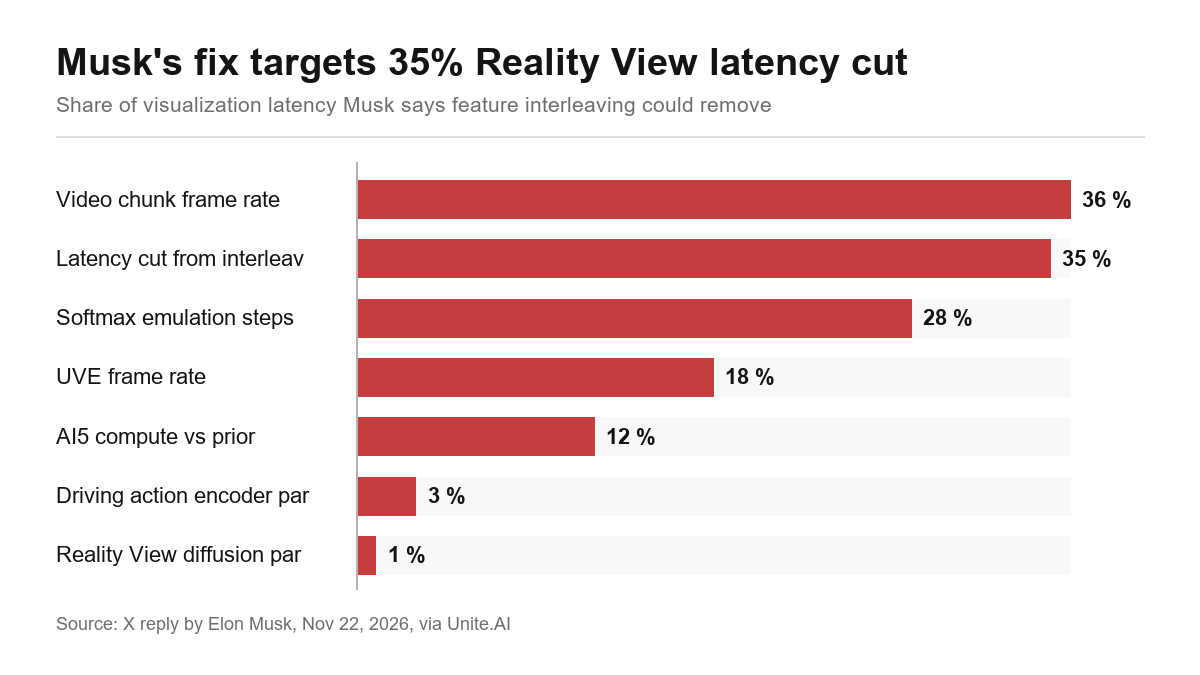 Musk's fix targets 35% Reality View latency cut
Share of visualization latency Musk says feature interleaving could remove
Video chunk frame rate 36 %
Latency cut from interleav 35 %
Softmax emulation steps 28 %
UVE frame rate 18 %
AI5 compute vs prior 12 %
Driving action encoder par 3 %
Reality View diffusion par 1 %
Source: X reply by Elon Musk, Nov 22, 2026, via Unite.AI